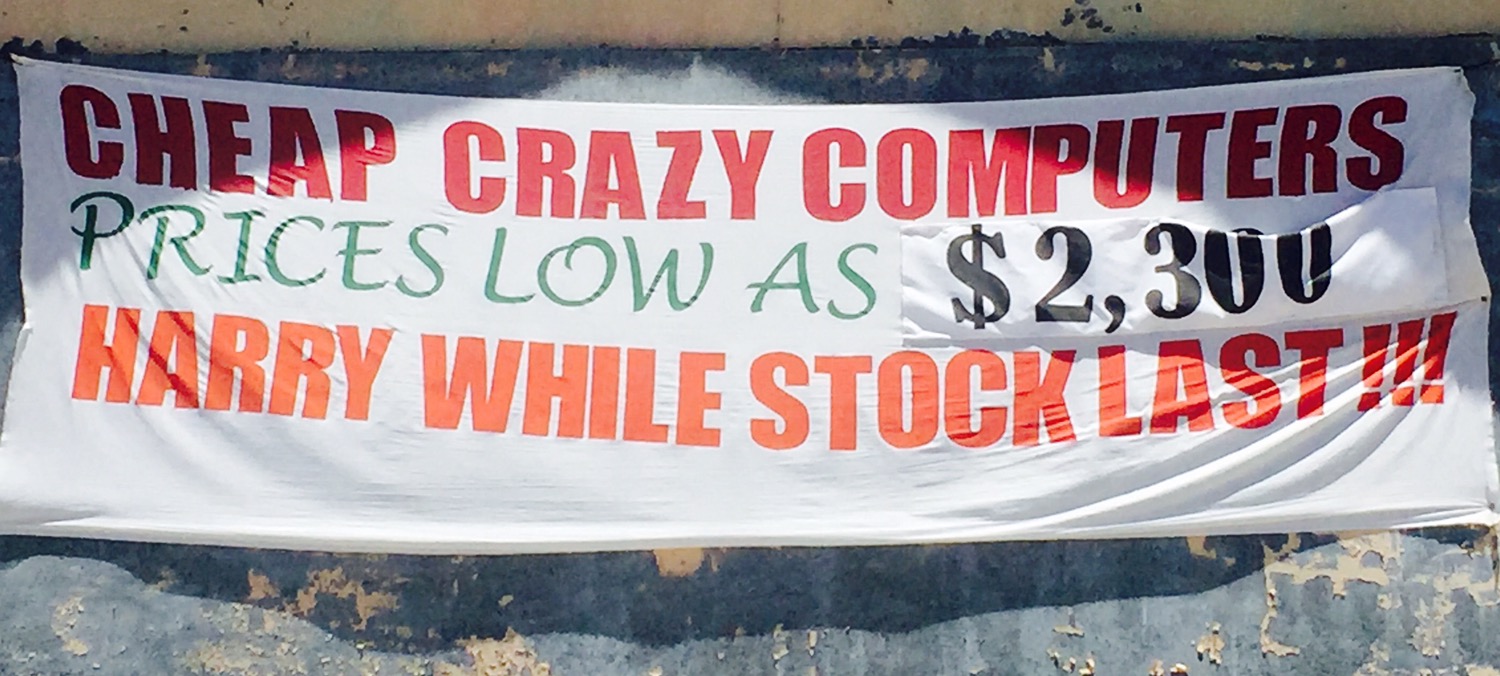 CHEAP CRAZY COMPUTERS
PRICES LOW AS $2,300
HARRY WHILE STOCK LAST!!!